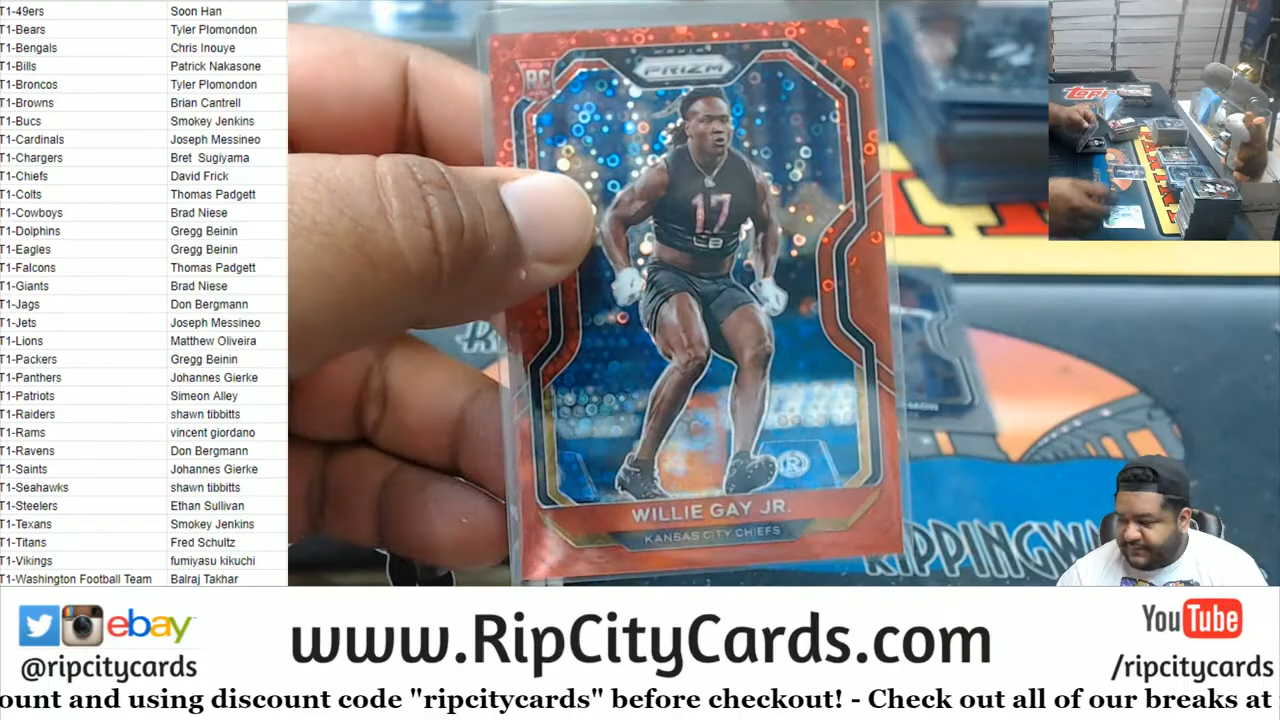 T1-49ers Soon Han
T1-Bears Tyler Plomondon
T1-Bengals Chris Inouye
T1-Bills Patrick Nakasone
T1-Broncos Tyler Plomondon
T1-Browns Brian Cantrell
T1-Bucs Smokey Jenkins
T1-Cardinals Joseph Messineo
T1-Chargers Bret Sugiyama
T1-Chiefs David Frick
T1-Colts Thomas Padgett
T1-Cowboys Brad Niese
T1-Dolphins Gregg Beinin
T1-Eagles Gregg Beinin
T1-Falcons Thomas Padgett
T1-Giants Brad Niese
T1-Jags Don Bergmann
T1-Jets Joseph Messineo
T1-Lions Matthew Oliveira
T1-Packers Gregg Beinin
T1-Panthers Johannes Gierke
T1-Patriots Simeon Alley
T1-Raiders shawn tibbitts
T1-Rams vincent giordano
T1-Ravens Don Bergmann
T1-Saints Johannes Gierke
T1-Seahawks shawn tibbitts
T1-Steelers Ethan Sullivan
T1-Texans Smokey Jenkins
T1-Titans Fred Schultz
T1-Vikings fumiyasu kikuchi
T1-Washington Football Team Balraj Takhar
RC
PRIZM
17
LB
WILLIE GAY JR.
KANSAS CITY CHIEFS
R
topps
RIPPINGW
ebay
@ripcitycards
www.RipCityCards.com
YouTube
/ripcitycards
ount and using discount code "ripcitycards" before checkout! - Check out all of our breaks at